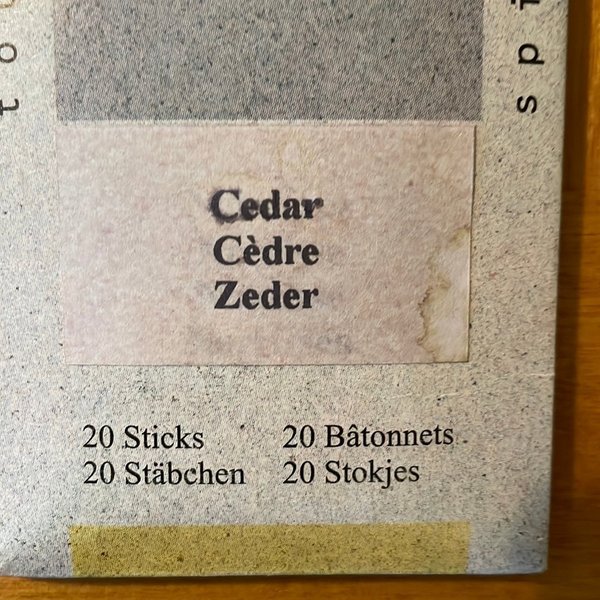 Cedar
Cèdre
Zeder
20 Sticks 20 Bâtonnets
20 Stäbchen 20 Stokjes